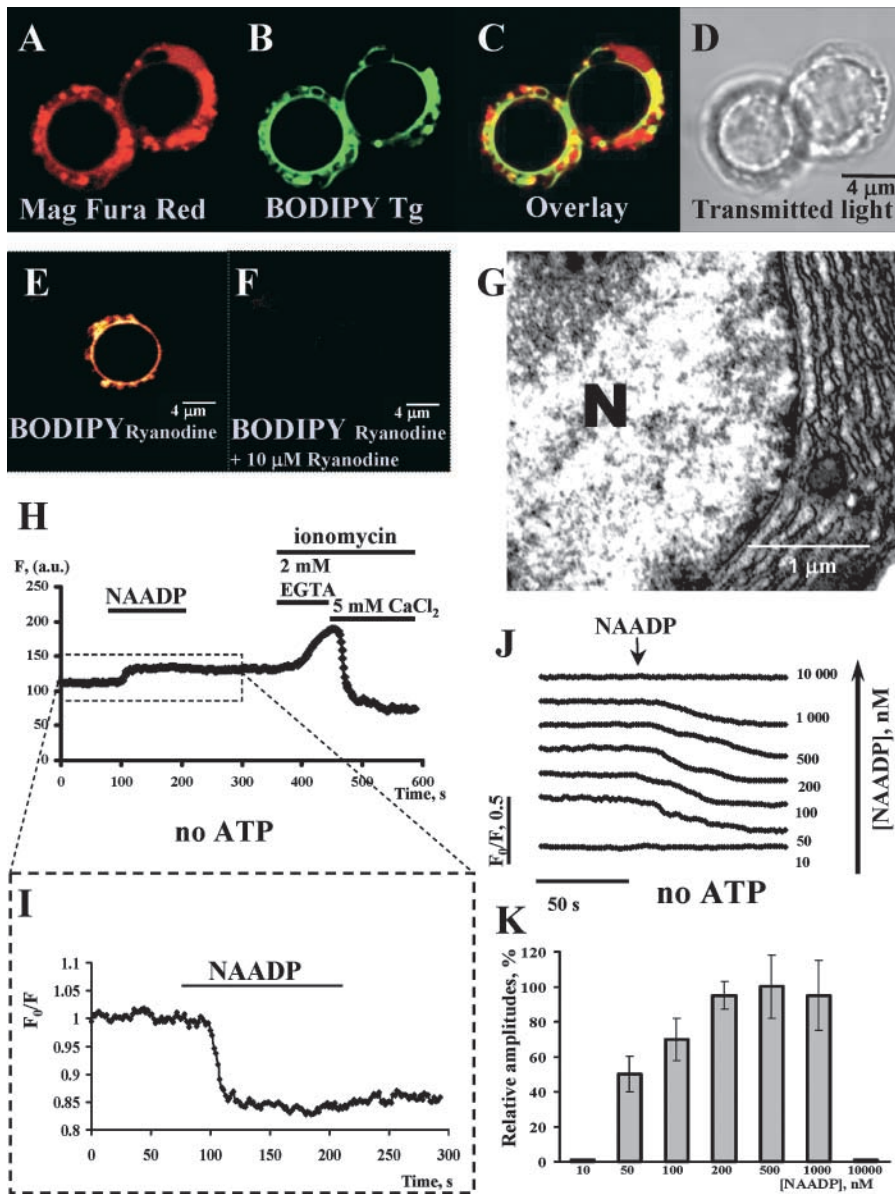 A
Mag Fura Red
B
BODIPY Tg
C
Overlay
D
4 µm
Transmitted light
E
4 µm
BODIPY Ryanodine
F
4 µm
BODIPY Ryanodine
+ 10 µM Ryanodine
G
N
1 µm
H
ionomycin
2 mM
EGTA
5 mM CaCl2
F, (a.u.)
NAADP
250
200
150
100
50
0
0 100 200 300 400 500 600
Time, s
no ATP
I
NAADP
F0/F
1.1
1.05
1
0.95
0.9
0.85
0.8
0 50 100 150 200 250 300
Time, s
J
NAADP
10 000
1 000
500
200
100
50
10
[NAADP], nM
F0/F, 0.5
50 s
no ATP
K
Relative amplitudes, %
120
100
80
60
40
20
0
10 50 100 200 500 1000 10000
[NAADP], nM